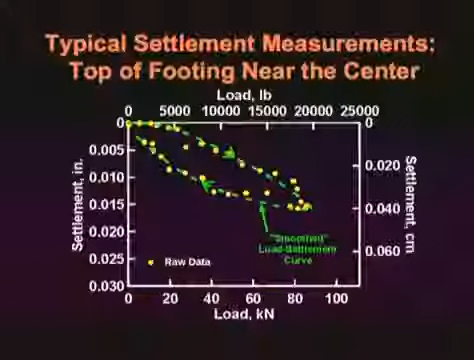 Typical Settlement Measurements:
Top of Footing Near the Center
Load, lb
0 5000 10000 15000 20000 25000
0 0
0.005
0.010
0.015
0.020
0.025
0.030
Settlement, in.
0.020
0.040
0.060
Settlement, cm
"Smoothed"
Load-Settlement
Curve
Raw Data
0 20 40 60 80 100
Load, kN